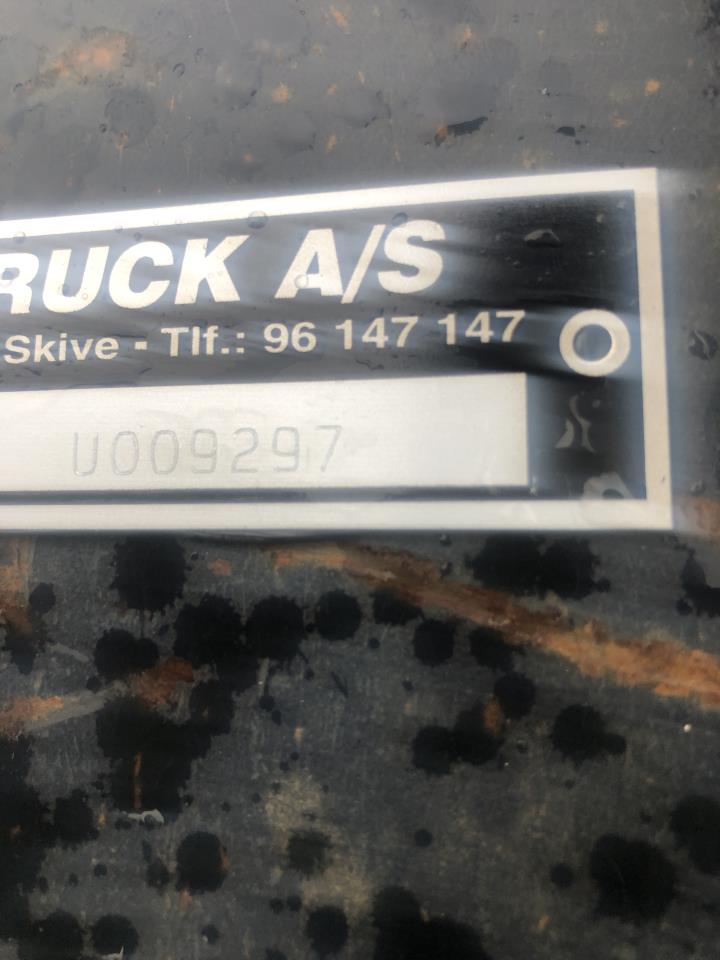 RUCK A/S
Skive - Tlf.: 96 147 147
U009297